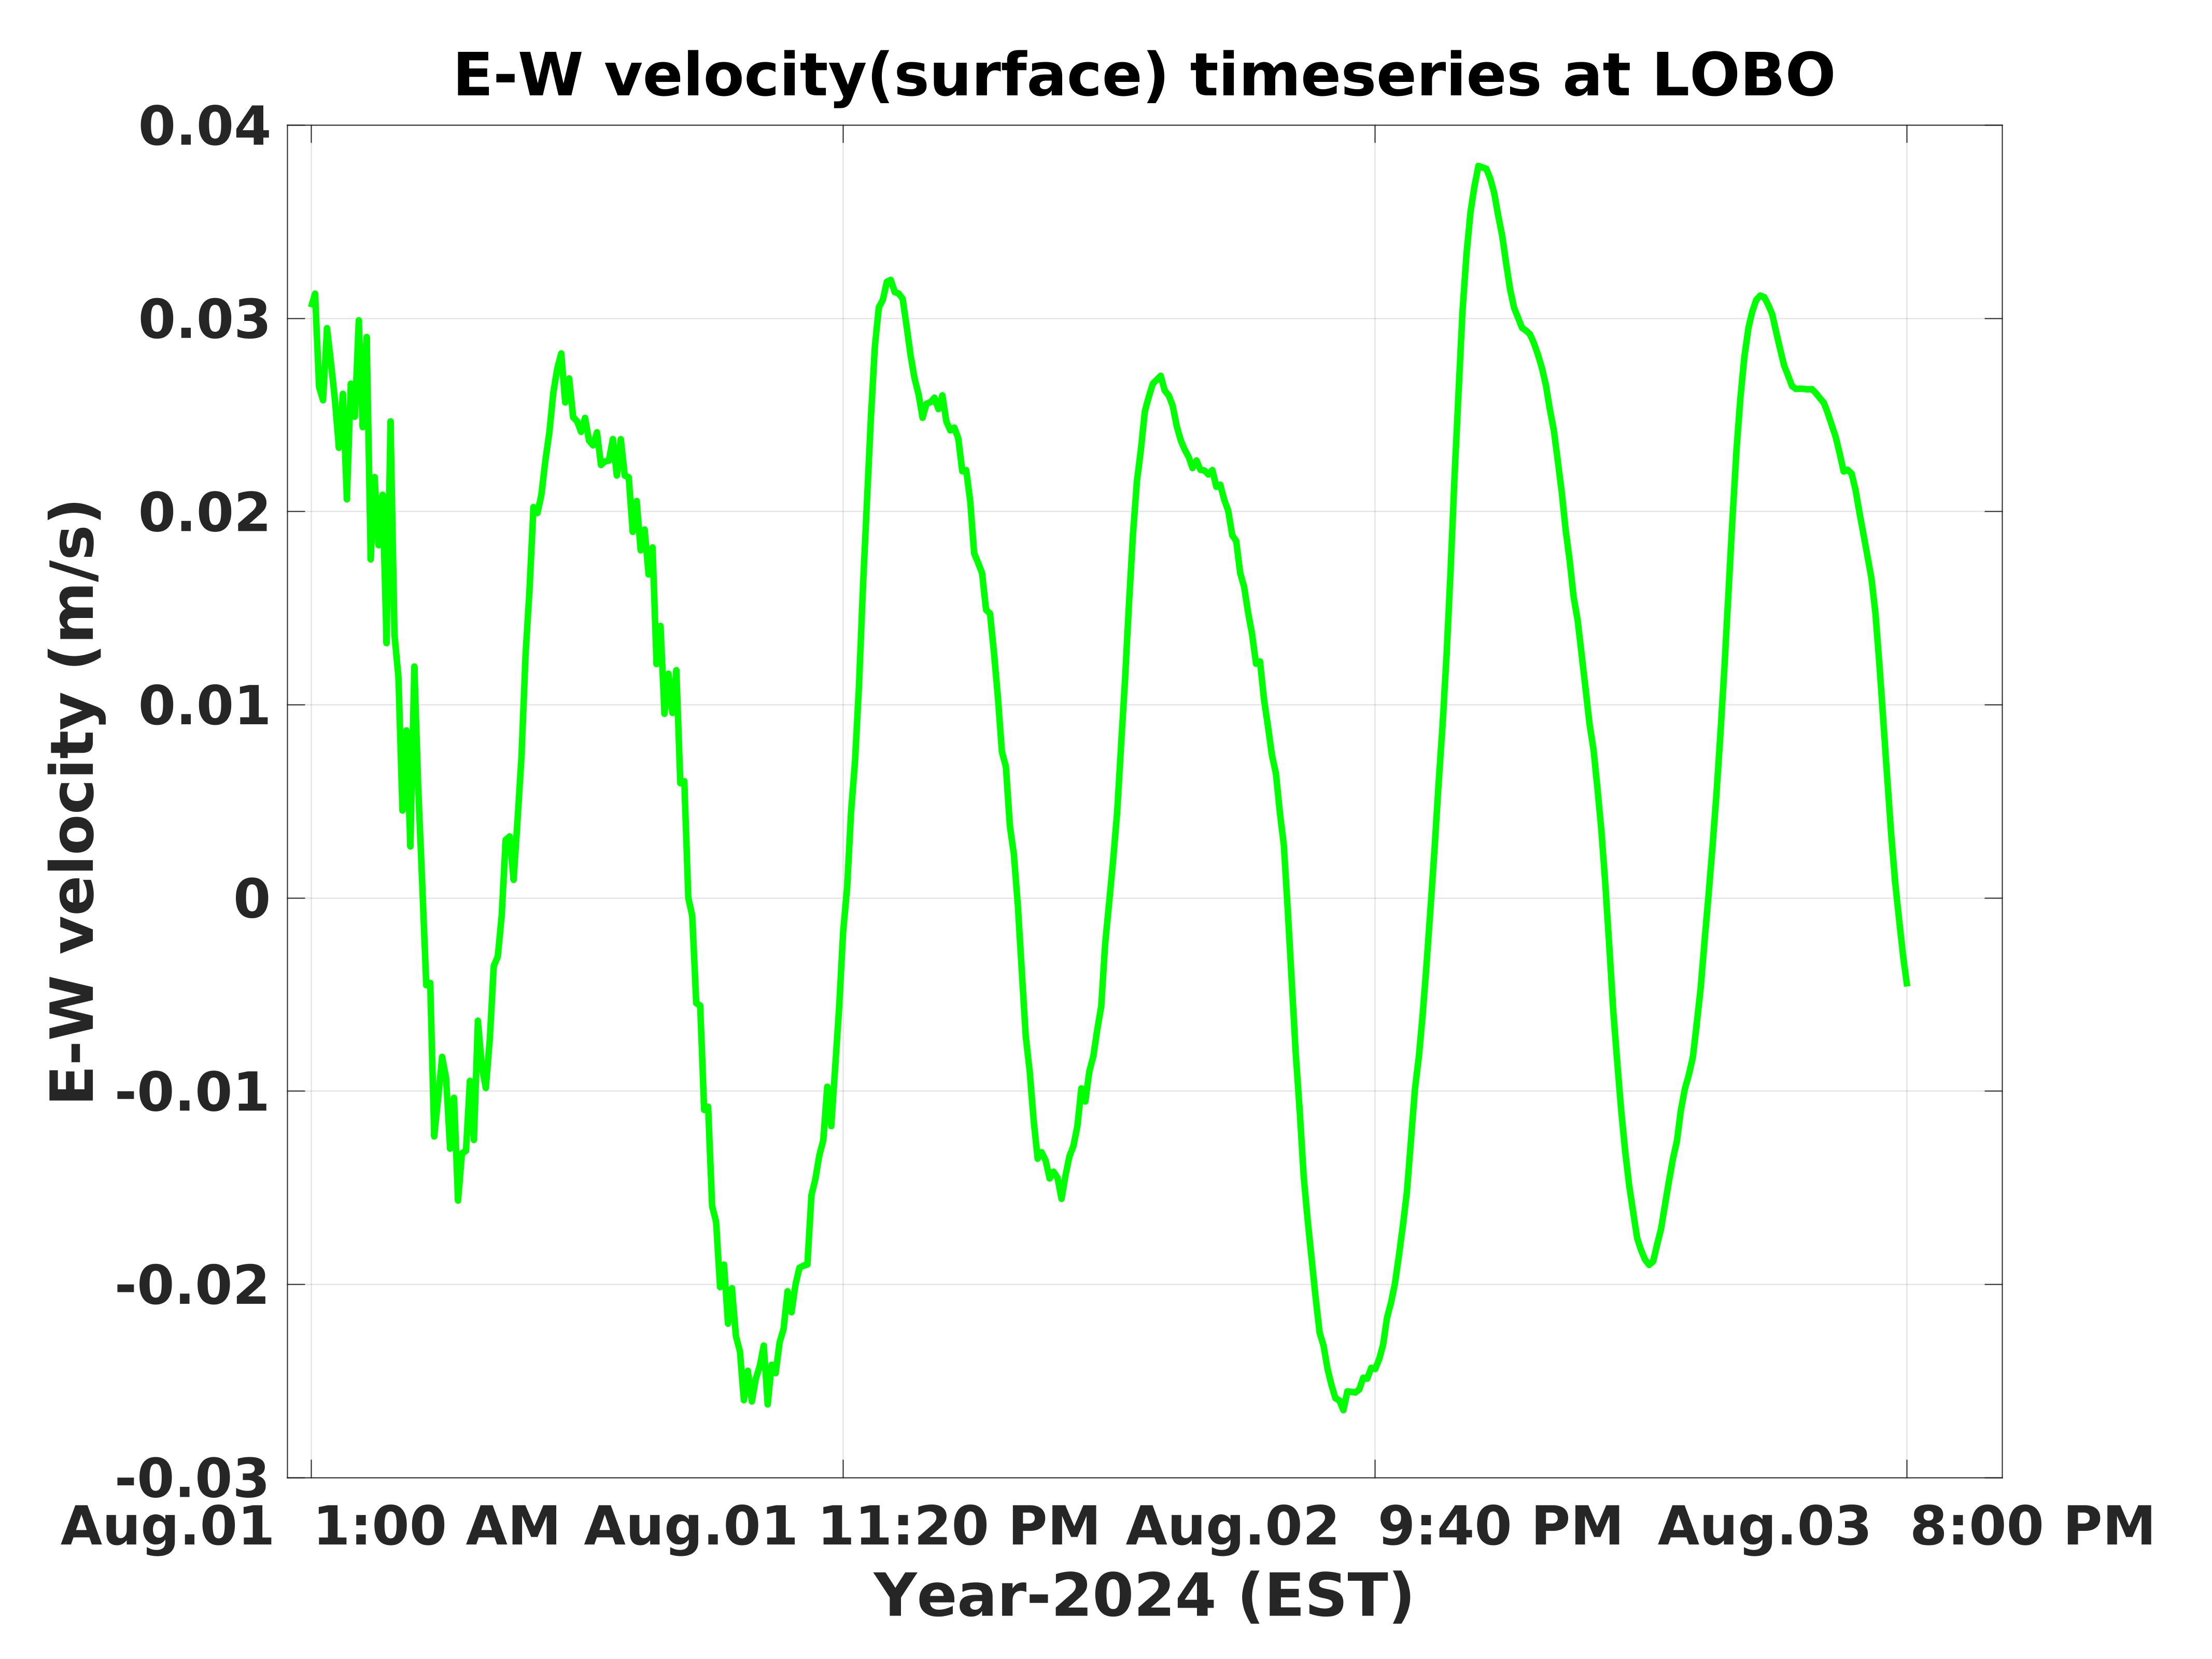 E-W velocity(surface) timeseries at LOBO
E-W velocity (m/s)
0.04
0.03
0.02
0.01
0
-0.01
-0.02
-0.03
Aug.01 1:00 AM Aug.01 11:20 PM Aug.02 9:40 PM Aug.03 8:00 PM
Year-2024 (EST)